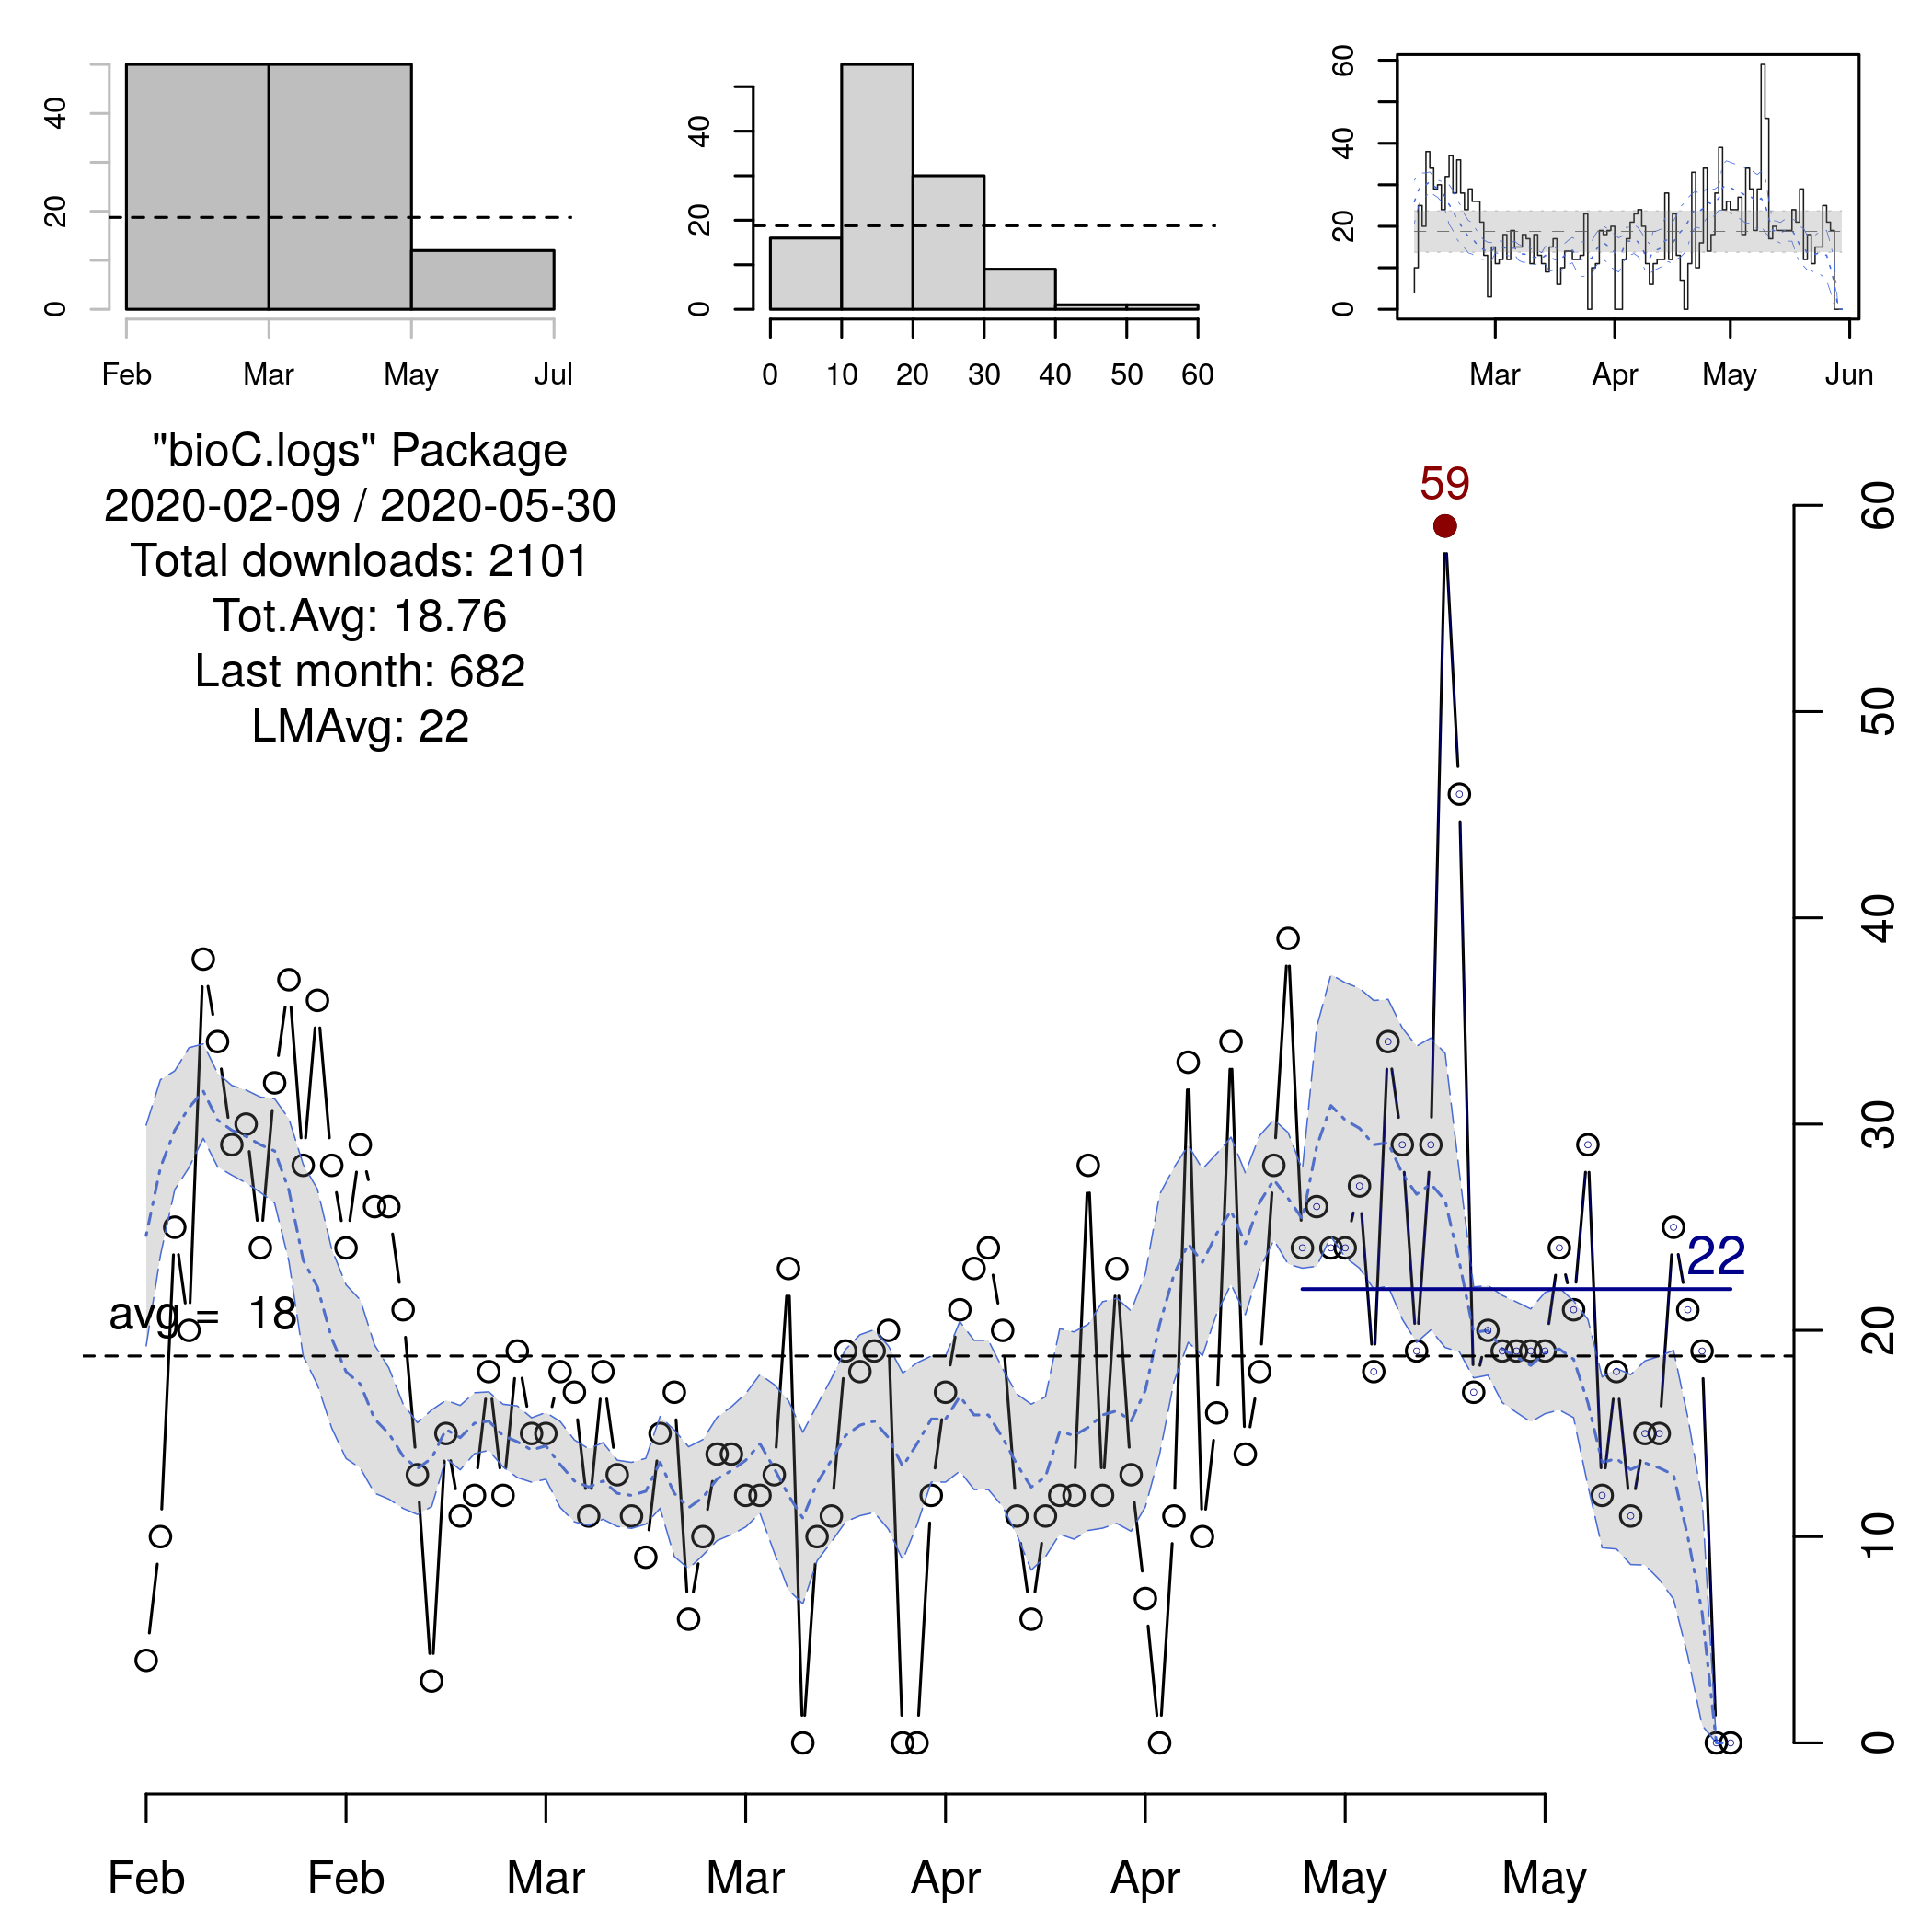 40
20
0
Feb Mar May Jul
40
20
0
0 10 20 30 40 50 60
60
40
20
0
Mar Apr May Jun
"bioC.logs" Package
2020-02-09 / 2020-05-30
Total downloads: 2101
Tot.Avg: 18.76
Last month: 682
LMAvg: 22
59
22
avg = 18
60
50
40
30
20
10
0
Feb Feb Mar Mar Apr Apr May May